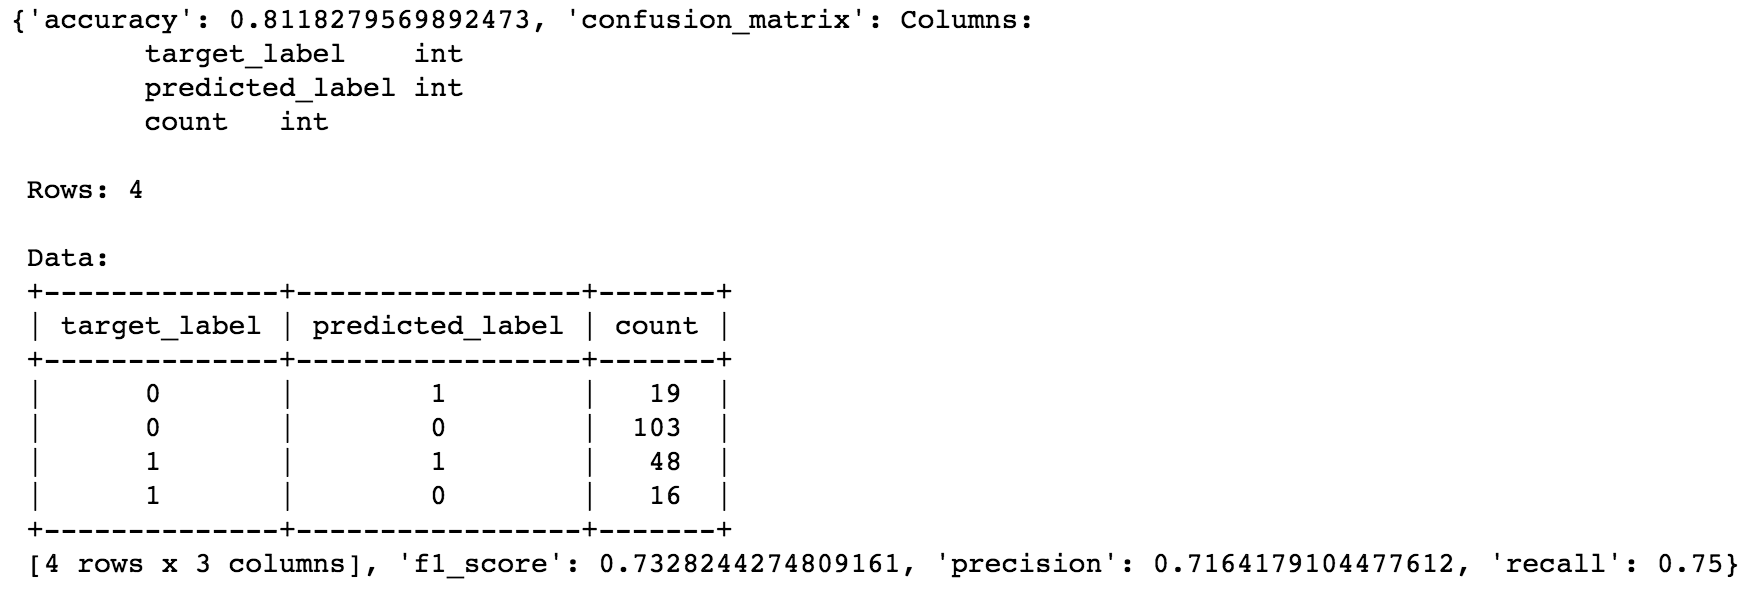 {'accuracy': 0.8118279569892473, 'confusion_matrix': Columns:
target_label    int
predicted_label int
count   int
Rows: 4
Data:
+--------------+-----------------+-------+
| target_label | predicted_label | count |
+--------------+-----------------+-------+
|      0       |        1        |   19  |
|      0       |        0        |  103  |
|      1       |        1        |   48  |
|      1       |        0        |   16  |
+--------------+-----------------+-------+
[4 rows x 3 columns], 'f1_score': 0.7328244274809161, 'precision': 0.7164179104477612, 'recall': 0.75}